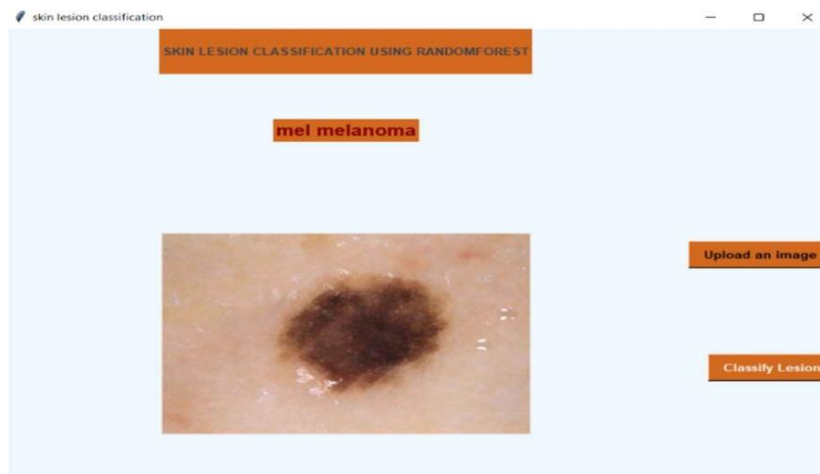 skin lesion classification
SKIN LESION CLASSIFICATION USING RANDOMFOREST
mel melanoma
Upload an image
Classify Lesion